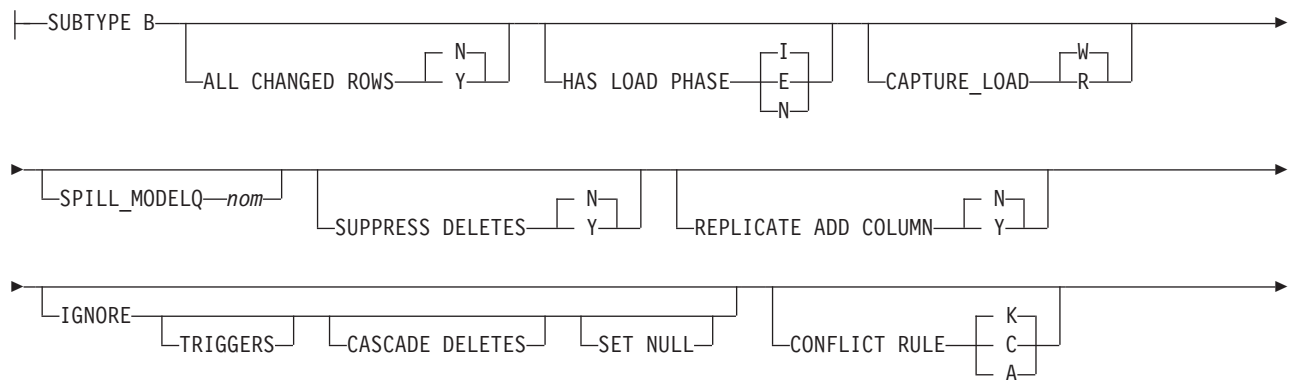 SUBTYPE B
ALL CHANGED ROWS N Y
HAS LOAD PHASE I E N
CAPTURE_LOAD W R
SPILL_MODELQ nom
SUPPRESS DELETES N Y
REPLICATE ADD COLUMN N Y
IGNORE TRIGGERS CASCADE DELETES SET NULL
CONFLICT RULE K C A